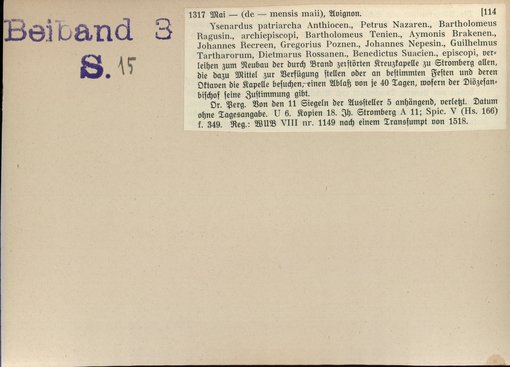 Beiband 3
S. 15
1317 Mai — (de — mensis maii), Avignon. [114
Ysenardus patriarcha Anthiocen., Petrus Nazaren., Bartholomeus
Ragusin., archiepiscopi, Bartholomeus Tenien., Aymonis Brakenen.,
Johannes Recreen, Gregorius Poznen., Johannes Nepesin., Guilhelmus
Tartharorum, Dietmarus Rossanen., Benedictus Suacien., episcopi, ver-
leihen zum Neubau der durch Brand zerstörten Kreuzkapelle zu Stromberg allen,
die dazu Mittel zur Verfügung stellen oder an bestimmten Festen und deren
Oktaven die Kapelle besuchen, einen Ablaß von je 40 Tagen, wofern der Diözesan-
bischof seine Zustimmung gibt.
Or. Perg. Von den 11 Siegeln der Aussteller 5 anhängend, verletzt. Datum
ohne Tagesangabe. U 6. Kopien 18. Jh. Stromberg A 11; Spic. V (Hs. 166)
f. 349. Reg.: WUB VIII nr. 1149 nach einem Transsumpt von 1518.